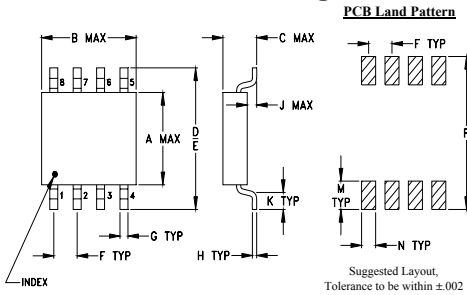 PCB Land Pattern
B MAX
C MAX
F TYP
8 7 6 5
J MAX
A MAX
D
E
P
1 2 3 4
K TYP
M
TYP
G TYP
F TYP
H TYP
N TYP
INDEX
Suggested Layout,
Tolerance to be within ±.002